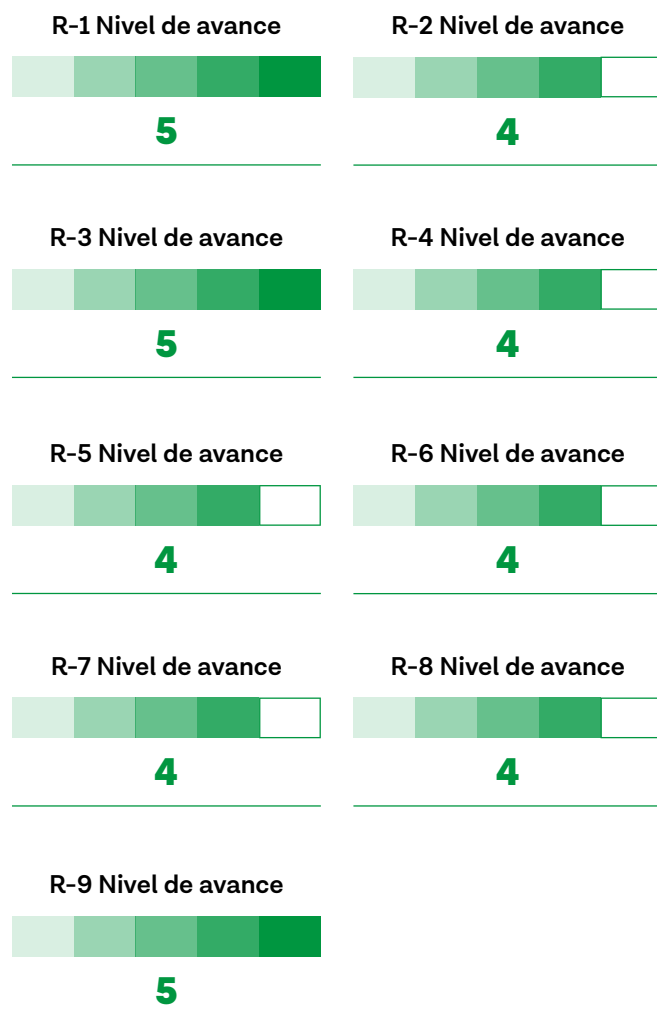 R-1 Nivel de avance
5
R-2 Nivel de avance
4
R-3 Nivel de avance
5
R-4 Nivel de avance
4
R-5 Nivel de avance
4
R-6 Nivel de avance
4
R-7 Nivel de avance
4
R-8 Nivel de avance
4
R-9 Nivel de avance
5